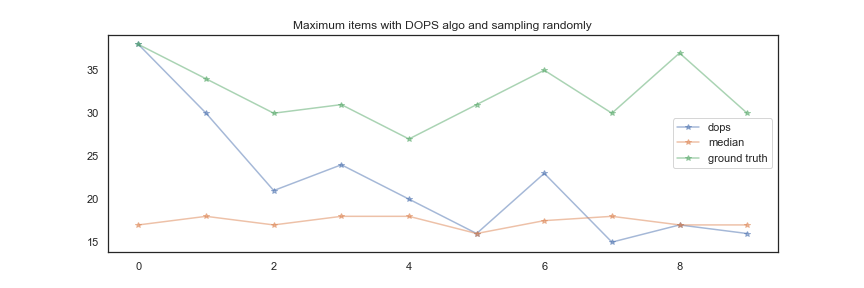 Maximum items with DOPS algo and sampling randomly
35
30
25
20
15
dops
median
ground truth
0
2
4
6
8